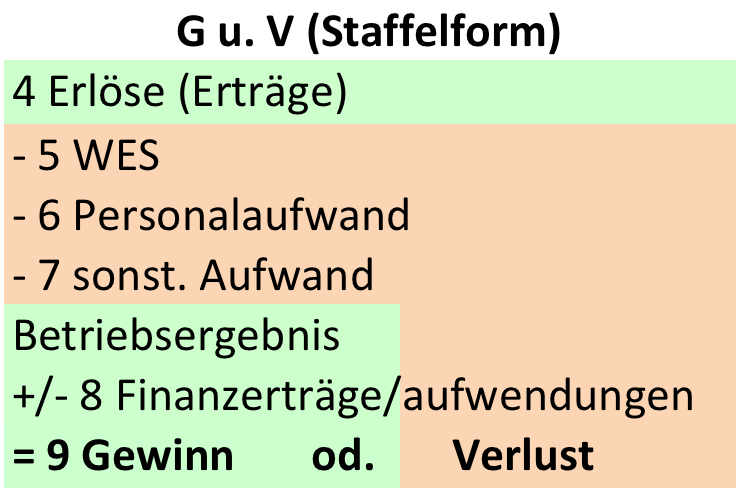 G u. V (Staffelform)
4 Erlöse (Erträge)
- 5 WES
- 6 Personalaufwand
- 7 sonst. Aufwand
Betriebsergebnis
+/- 8 Finanzerträge/aufwendungen
= 9 Gewinn od. Verlust